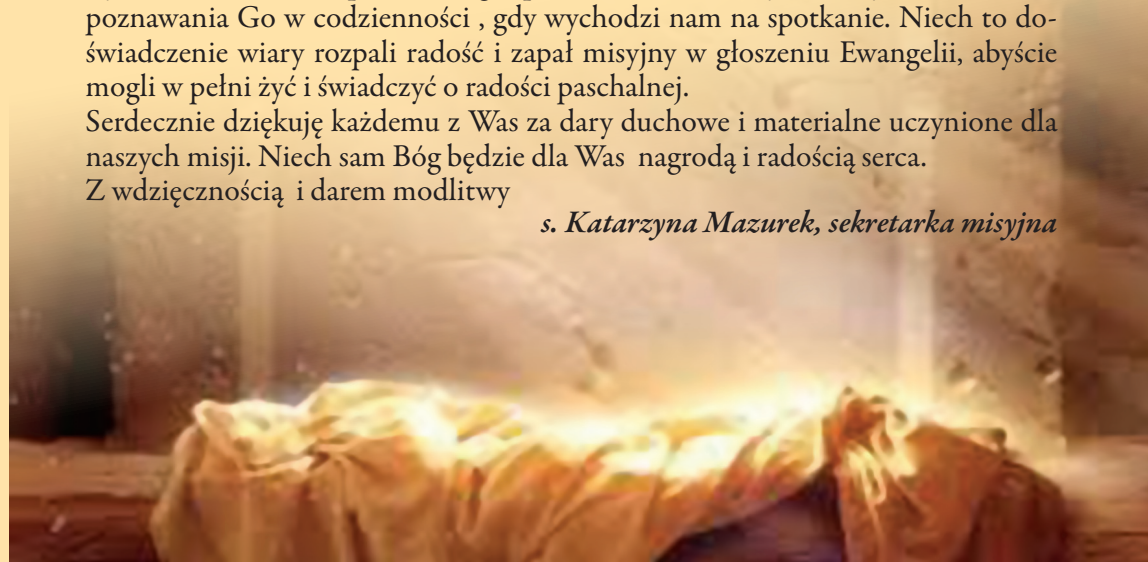 poznawania Go w codzienności , gdy wychodzi nam na spotkanie. Niech to do-
świadczenie wiary rozpali radość i zapał misyjny w głoszeniu Ewangelii, abyście
mogli w pełni żyć i świadczyć o radości paschalnej.
Serdecznie dziękuję każdemu z Was za dary duchowe i materialne uczynione dla
naszych misji. Niech sam Bóg będzie dla Was nagrodą i radością serca.
Z wdzięcznością i darem modlitwy
s. Katarzyna Mazurek, sekretarka misyjna